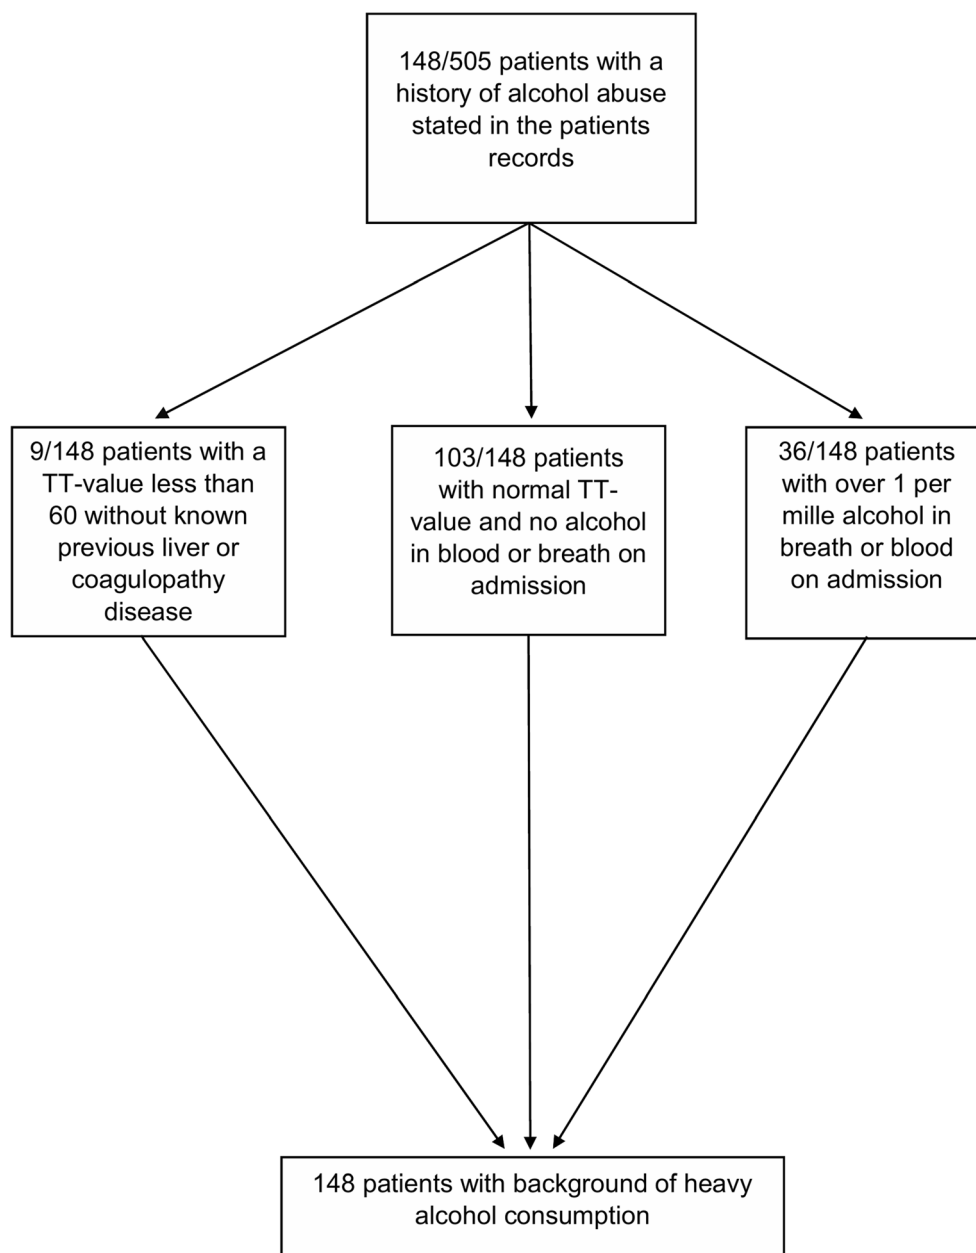 148/505 patients with a
history of alcohol abuse
stated in the patients
records
9/148 patients with a
TT-value less than
60 without known
previous liver or
coagulopathy
disease
103/148 patients
with normal TT-
value and no alcohol
in blood or breath on
admission
36/148 patients
with over 1 per
mille alcohol in
breath or blood
on admission
148 patients with background of heavy
alcohol consumption